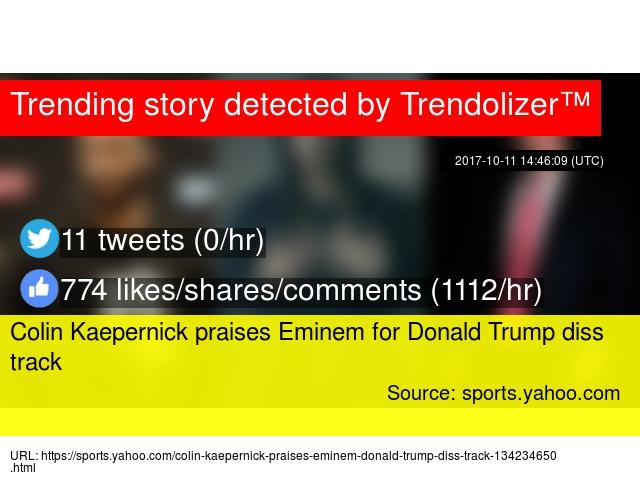 Trending story detected by Trendolizer™
2017-10-11 14:46:09 (UTC)
11 tweets (0/hr)
774 likes/shares/comments (1112/hr)
Colin Kaepernick praises Eminem for Donald Trump diss
track
Source: sports.yahoo.com
URL: https://sports.yahoo.com/colin-kaepernick-praises-eminem-donald-trump-diss-track-134234650
.html